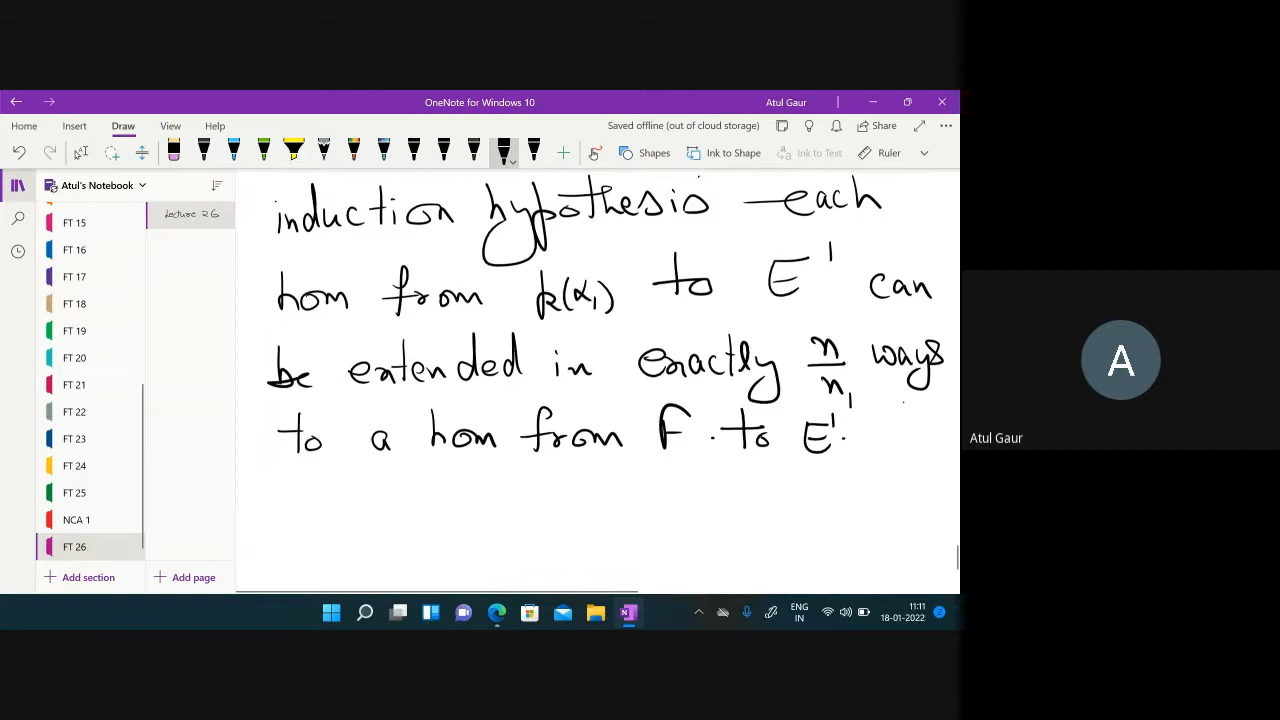 OneNote for Windows 10
Atul Gaur
Home Insert Draw View Help
Saved offline (out of cloud storage)
Share
Shapes
Ink to Shape
Ink to Text
Ruler
Atul's Notebook
FT 15
FT 16
FT 17
FT 18
FT 19
FT 20
FT 21
FT 22
FT 23
FT 24
FT 25
NCA 1
FT 26
Add section
Lecture 26
Add page
induction hypothesis each
hom from k(α₁) to E' can
be extended in exactly n/n₁ ways
to a hom from F. to E'.
ENG
IN
11:11
18-01-2022
A
Atul Gaur